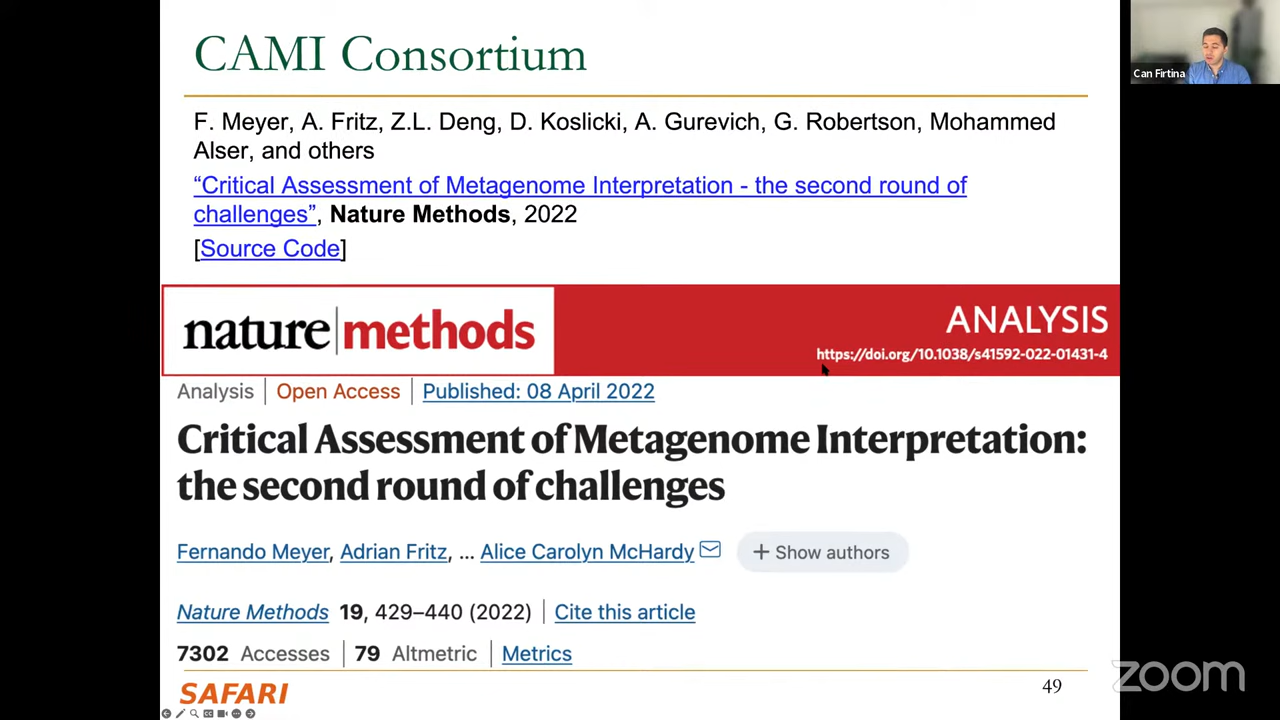 CAMI Consortium
Can Firtina
F. Meyer, A. Fritz, Z.L. Deng, D. Koslicki, A. Gurevich, G. Robertson, Mohammed
Alser, and others
“Critical Assessment of Metagenome Interpretation - the second round of
challenges”, Nature Methods, 2022
[Source Code]
nature|methods
ANALYSIS
https://doi.org/10.1038/s41592-022-01431-4
Analysis | Open Access | Published: 08 April 2022
Critical Assessment of Metagenome Interpretation:
the second round of challenges
Fernando Meyer, Adrian Fritz, ... Alice Carolyn McHardy + Show authors
Nature Methods 19, 429–440 (2022) | Cite this article
7302 Accesses | 79 Altmetric | Metrics
SAFARI
49
zoom